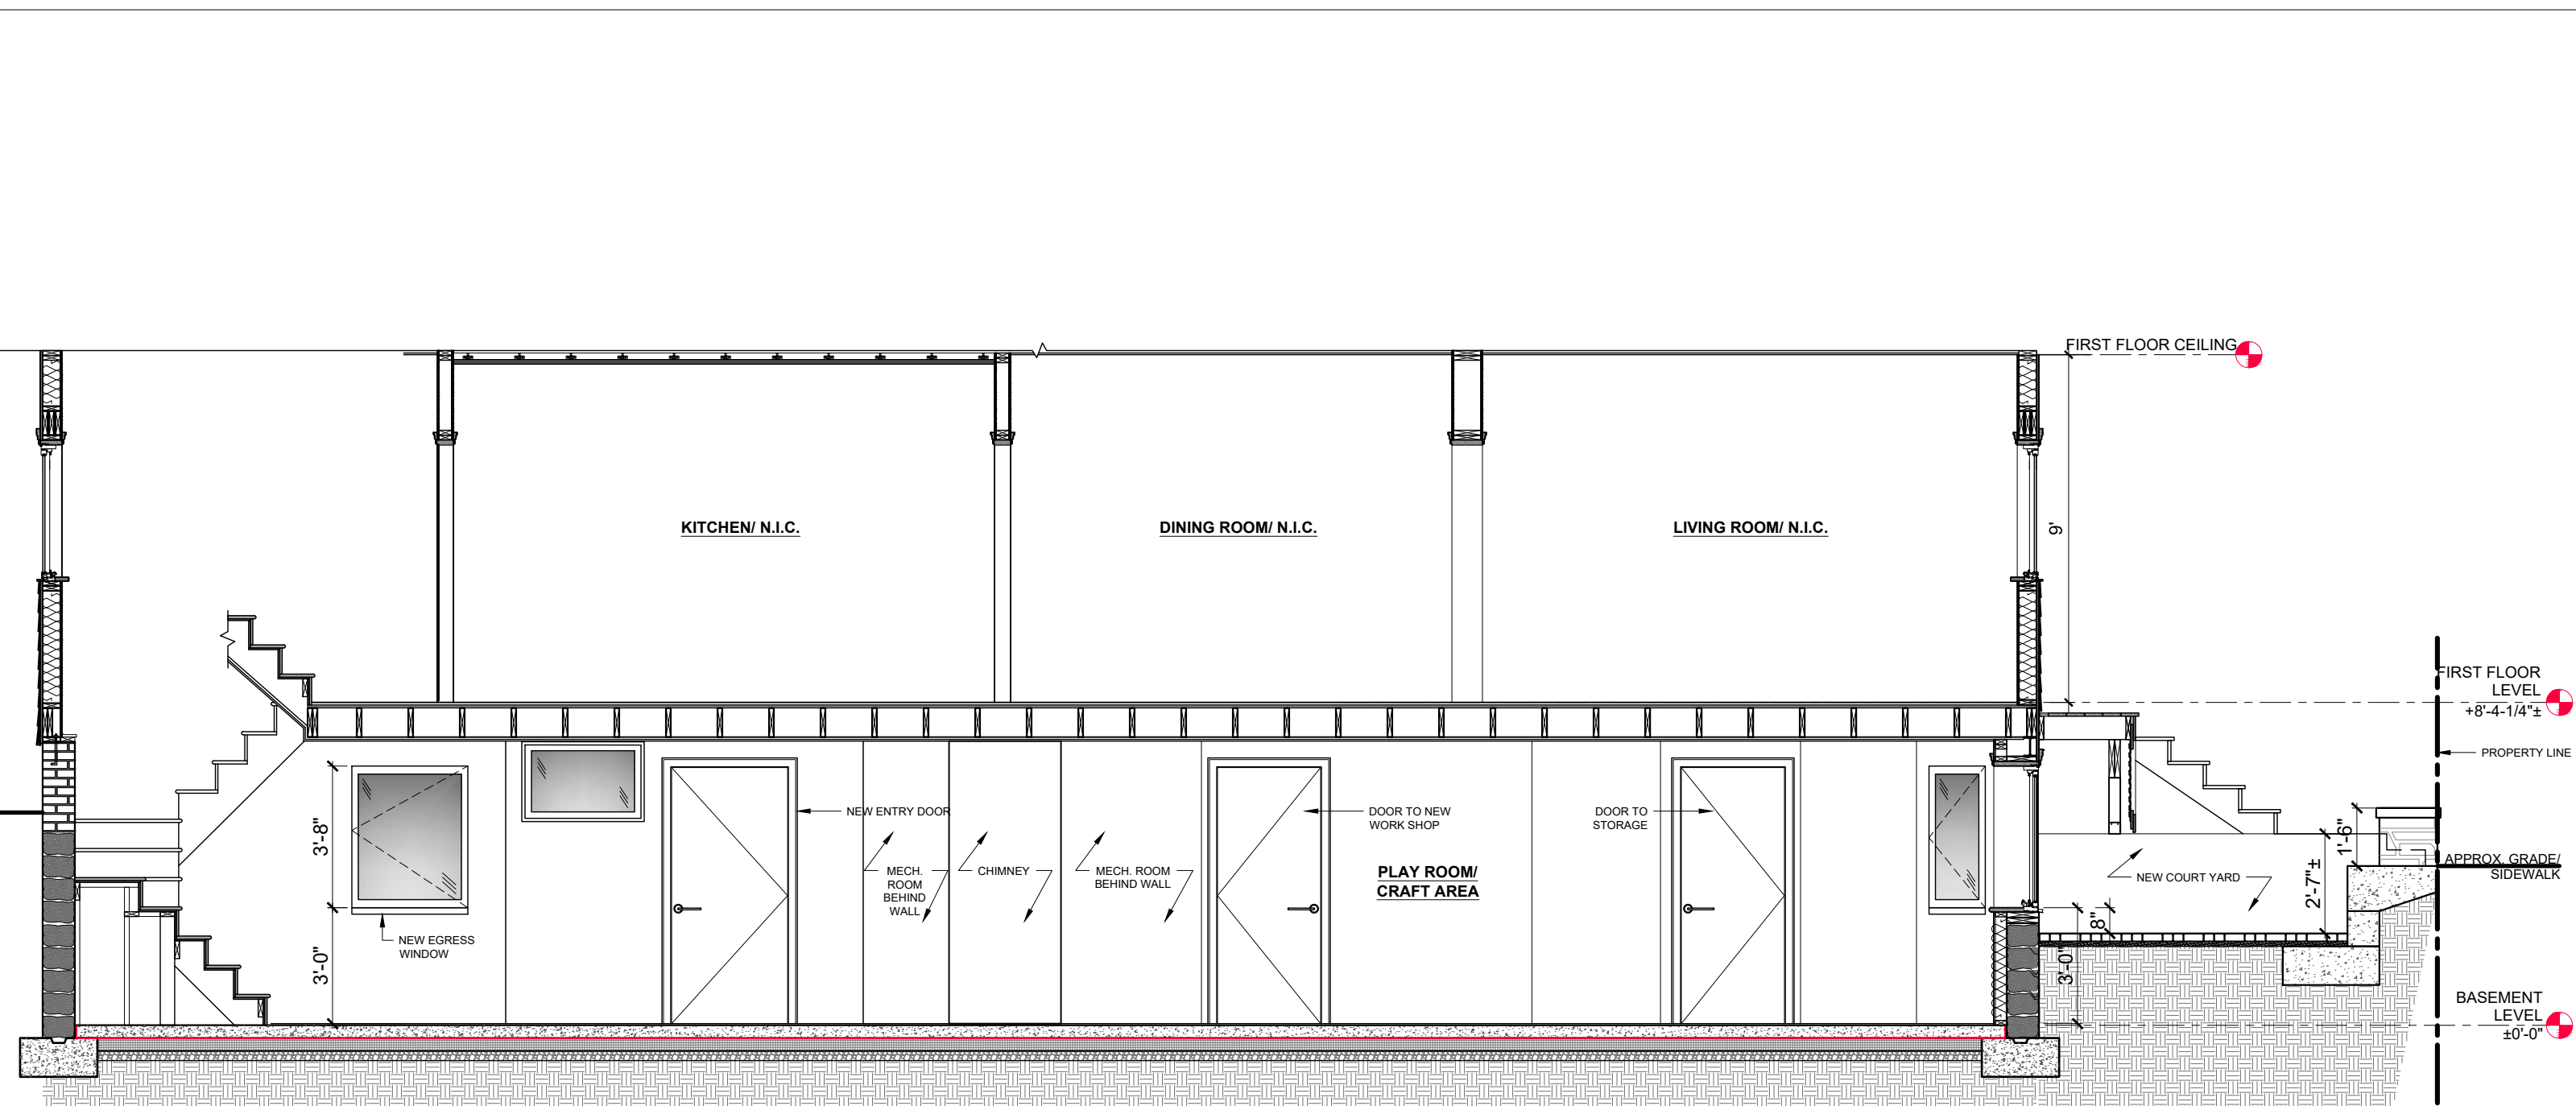 FIRST FLOOR CEILING
KITCHEN/ N.I.C.
DINING ROOM/ N.I.C.
LIVING ROOM/ N.I.C.
9'
FIRST FLOOR
LEVEL
+8'-4-1/4"±
PROPERTY LINE
NEW ENTRY DOOR
DOOR TO NEW
WORK SHOP
DOOR TO
STORAGE
3'-8"
1'-6"
MECH.
ROOM
BEHIND
WALL
CHIMNEY
MECH. ROOM
BEHIND WALL
PLAY ROOM/
CRAFT AREA
NEW COURT YARD
2'-7"±
APPROX. GRADE/
SIDEWALK
8"
NEW EGRESS
WINDOW
3'-0"
3'-0"
BASEMENT
LEVEL
±0'-0"